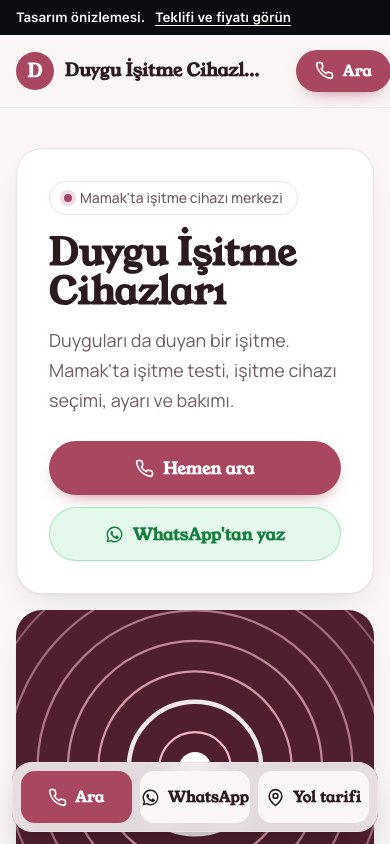 Tasarım önizlemesi. Teklifi ve fiyatı görün
D Duygu İşitme Cihazl... Ara
Mamak'ta işitme cihazı merkezi
Duygu İşitme
Cihazları
Duyguları da duyan bir işitme.
Mamak'ta işitme testi, işitme cihazı
seçimi, ayarı ve bakımı.
Hemen ara
WhatsApp'tan yaz
Ara WhatsApp Yol tarifi